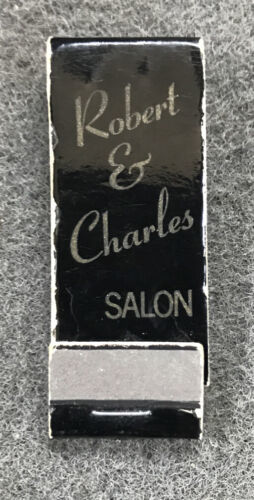 Robert
&
Charles
SALON